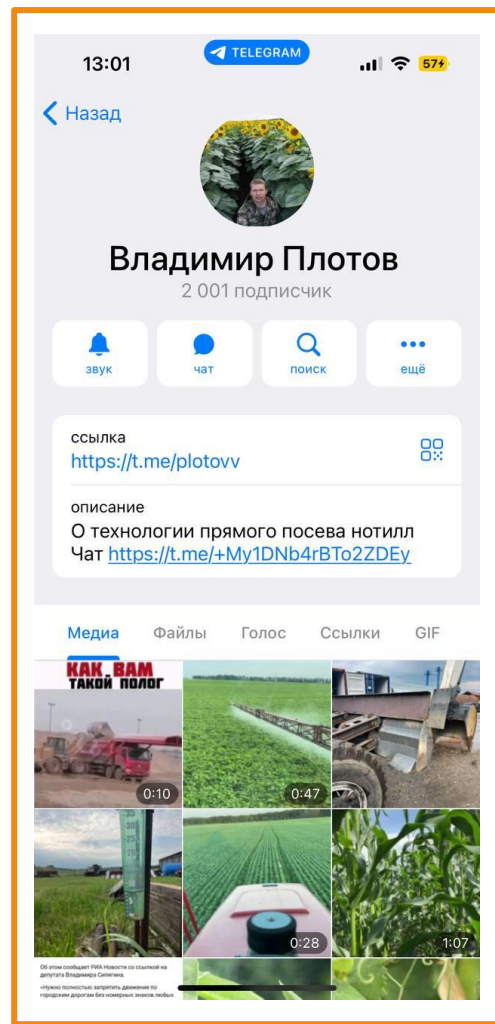 13:01
TELEGRAM
57
Назад
Владимир Плотов
2 001 подписчик
звук
чат
поиск
ещё
ссылка
https://t.me/plotovv
описание
О технологии прямого посева нотилл
Чат https://t.me/+My1DNb4rBTo2ZDEy
Медиа
Файлы
Голос
Ссылки
GIF
КАК ВАМ
ТАКОЙ ПОЛОГ
0:10
0:47
35
30
25
0:28
1:07
Об этом сообщает РИА Новости со ссылкой на
депутата Владимира Сипягина.
«Нужно полностью запретить движение по
городским дорогам без номерных знаков любых